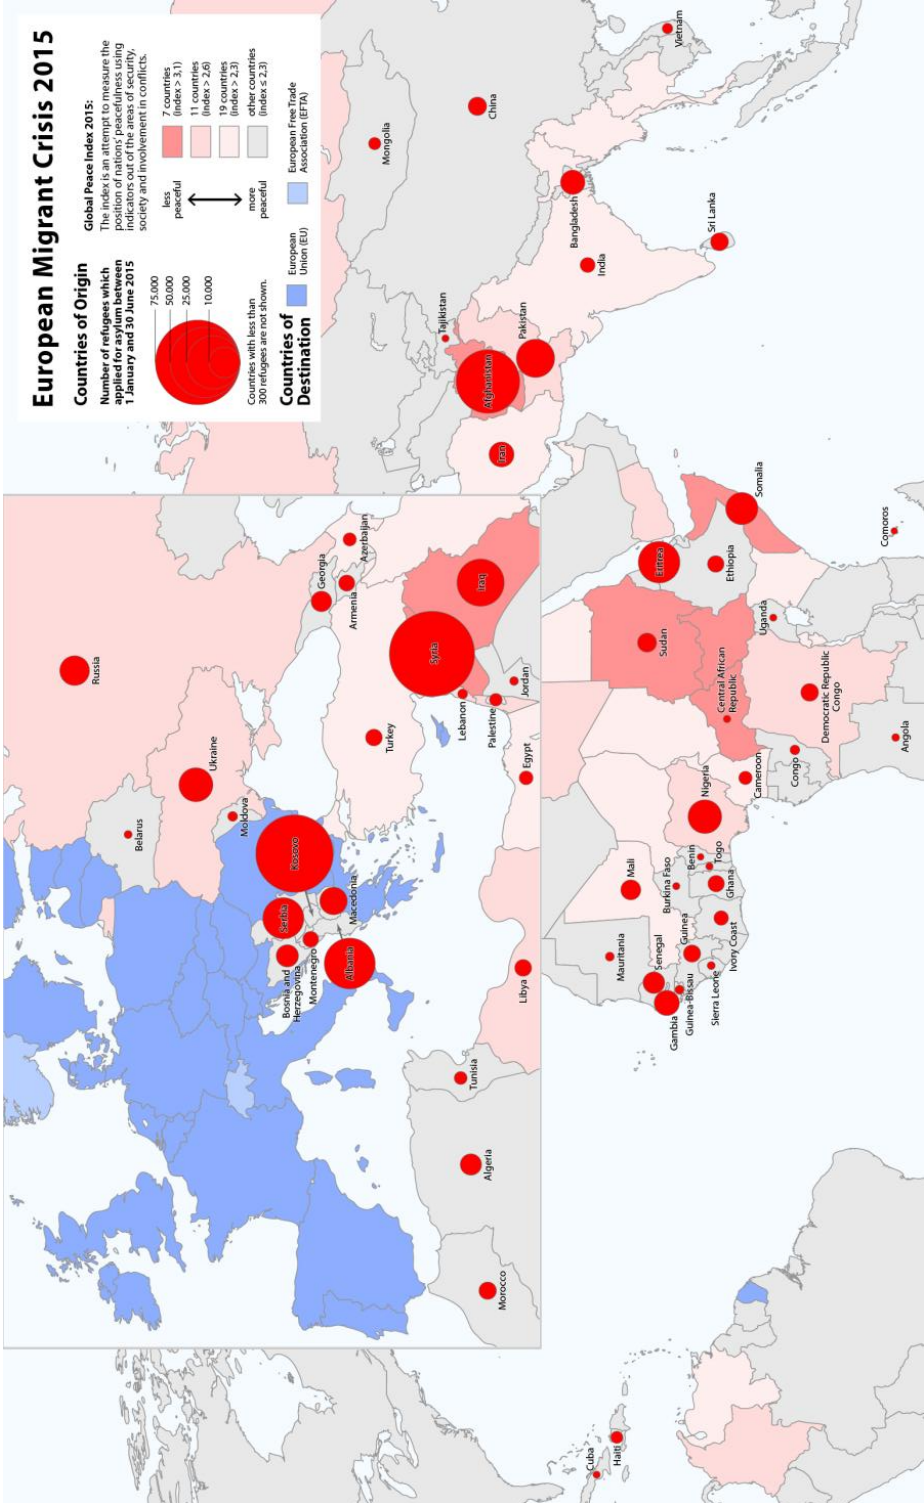 European Migrant Crisis 2015
Countries of Origin
Number of refugees which
applied for asylum between
1 January and 30 June 2015
75.000
50.000
25.000
10.000
Countries with less than
300 refugees are not shown.
Global Peace Index 2015:
The index is an attempt to measure the
position of nations' peacefulness using
indicators out of the areas of security,
society and involvement in conflicts.
less
peaceful
more
peaceful
7 countries
(index > 3,1)
11 countries
(index > 2,6)
19 countries
(index > 2,3)
other countries
(index ≤ 2,3)
Countries of
Destination
European
Union (EU)
European Free Trade
Association (EFTA)
Russia
Belarus
Ukraine
Moldova
Kosovo
Serbia
Macedonia
Bosnia and
Herzegovina
Montenegro
Albania
Georgia
Azerbaijan
Armenia
Turkey
Syria
Iraq
Lebanon
Palestine
Jordan
Egypt
Libya
Tunisia
Algeria
Morocco
Mongolia
China
Vietnam
Tajikistan
Afghanistan
Pakistan
Iran
India
Bangladesh
Sri Lanka
Eritrea
Ethiopia
Somalia
Sudan
Uganda
Comoros
Central African
Republic
Democratic Republic
Congo
Congo
Angola
Cameroon
Nigeria
Benin
Togo
Ghana
Burkina Faso
Mali
Mauritania
Senegal
Gambia
Guinea-Bissau
Guinea
Sierra Leone
Ivory Coast
Cuba
Haiti